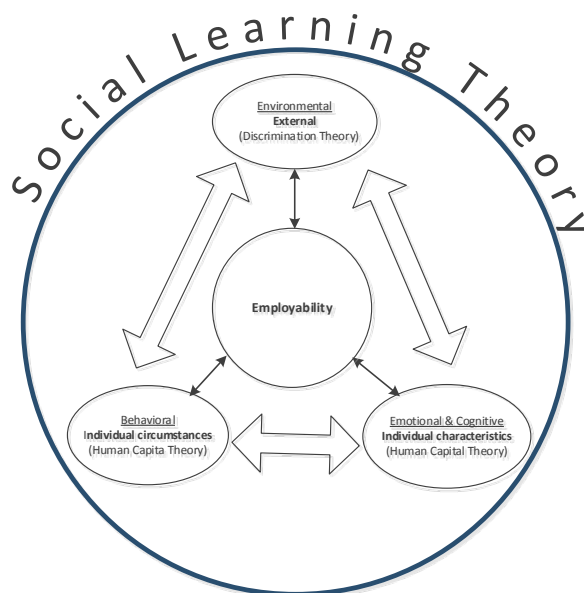 Social Learning Theory
Environmental
External
(Discrimination Theory)
Employability
Behavioral
Individual circumstances
(Human Capita Theory)
Emotional & Cognitive
Individual characteristics
(Human Capital Theory)